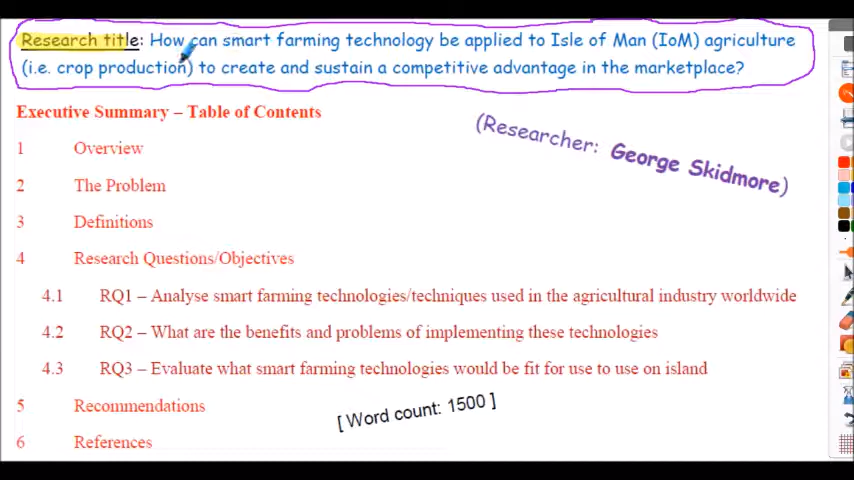 Research title: How can smart farming technology be applied to Isle of Man (IoM) agriculture
(i.e. crop production) to create and sustain a competitive advantage in the marketplace?
Executive Summary – Table of Contents
(Researcher: George Skidmore)
1 Overview
2 The Problem
3 Definitions
4 Research Questions/Objectives
4.1 RQ1 – Analyse smart farming technologies/techniques used in the agricultural industry worldwide
4.2 RQ2 – What are the benefits and problems of implementing these technologies
4.3 RQ3 – Evaluate what smart farming technologies would be fit for use to use on island
5 Recommendations
[ Word count: 1500 ]
6 References